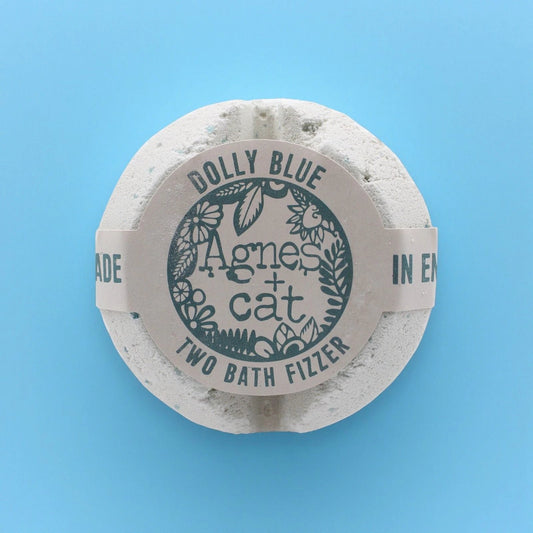 DOLLY BLUE
ADE
Agnes
+
cat
IN EN
TWO BATH FIZZER